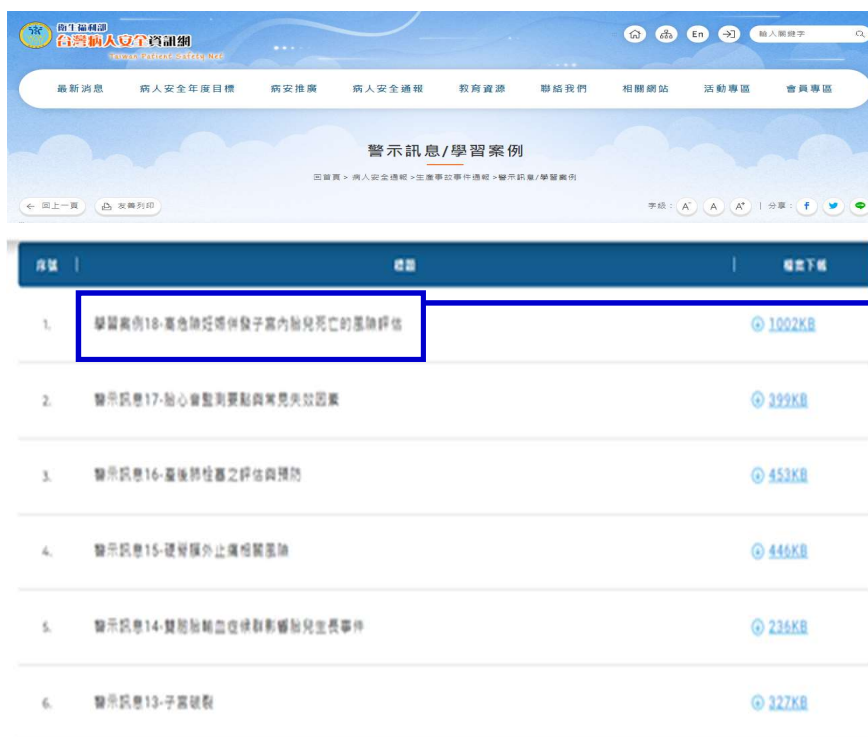 衛生福利部
台灣病人安全資訊網
Taiwan Patient Safety Net
En
輸入關鍵字
最新消息 病人安全年度目標 病安推廣 病人安全通報 教育資源 聯絡我們 相關網站 活動專區 會員專區
警示訊息/學習案例
回首頁 > 病人安全通報 >生產事故事件通報 >警示訊息/學習案例
← 回上一頁 友善列印 字級: A- A A+ | 分享:
序號 | 標題 | 檔案下載
1. 學習案例18-高危險妊娠併發子宮內胎兒死亡的風險評估 1002KB
2. 警示訊息17-胎心音監測要點與常見失效因素 399KB
3. 警示訊息16-產後肺栓塞之評估與預防 453KB
4. 警示訊息15-硬脊膜外止痛相關風險 446KB
5. 警示訊息14-雙胞胎輸血症候群影響胎兒生長事件 236KB
6. 警示訊息13-子宮破裂 327KB